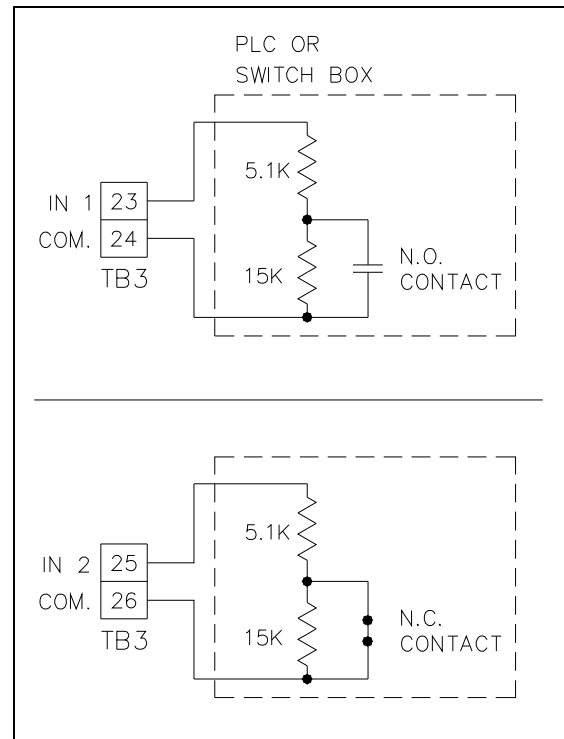 PLC OR
SWITCH BOX
5.1K
IN 1 23
COM. 24
TB3
15K
N.O.
CONTACT
5.1K
IN 2 25
COM. 26
TB3
15K
N.C.
CONTACT